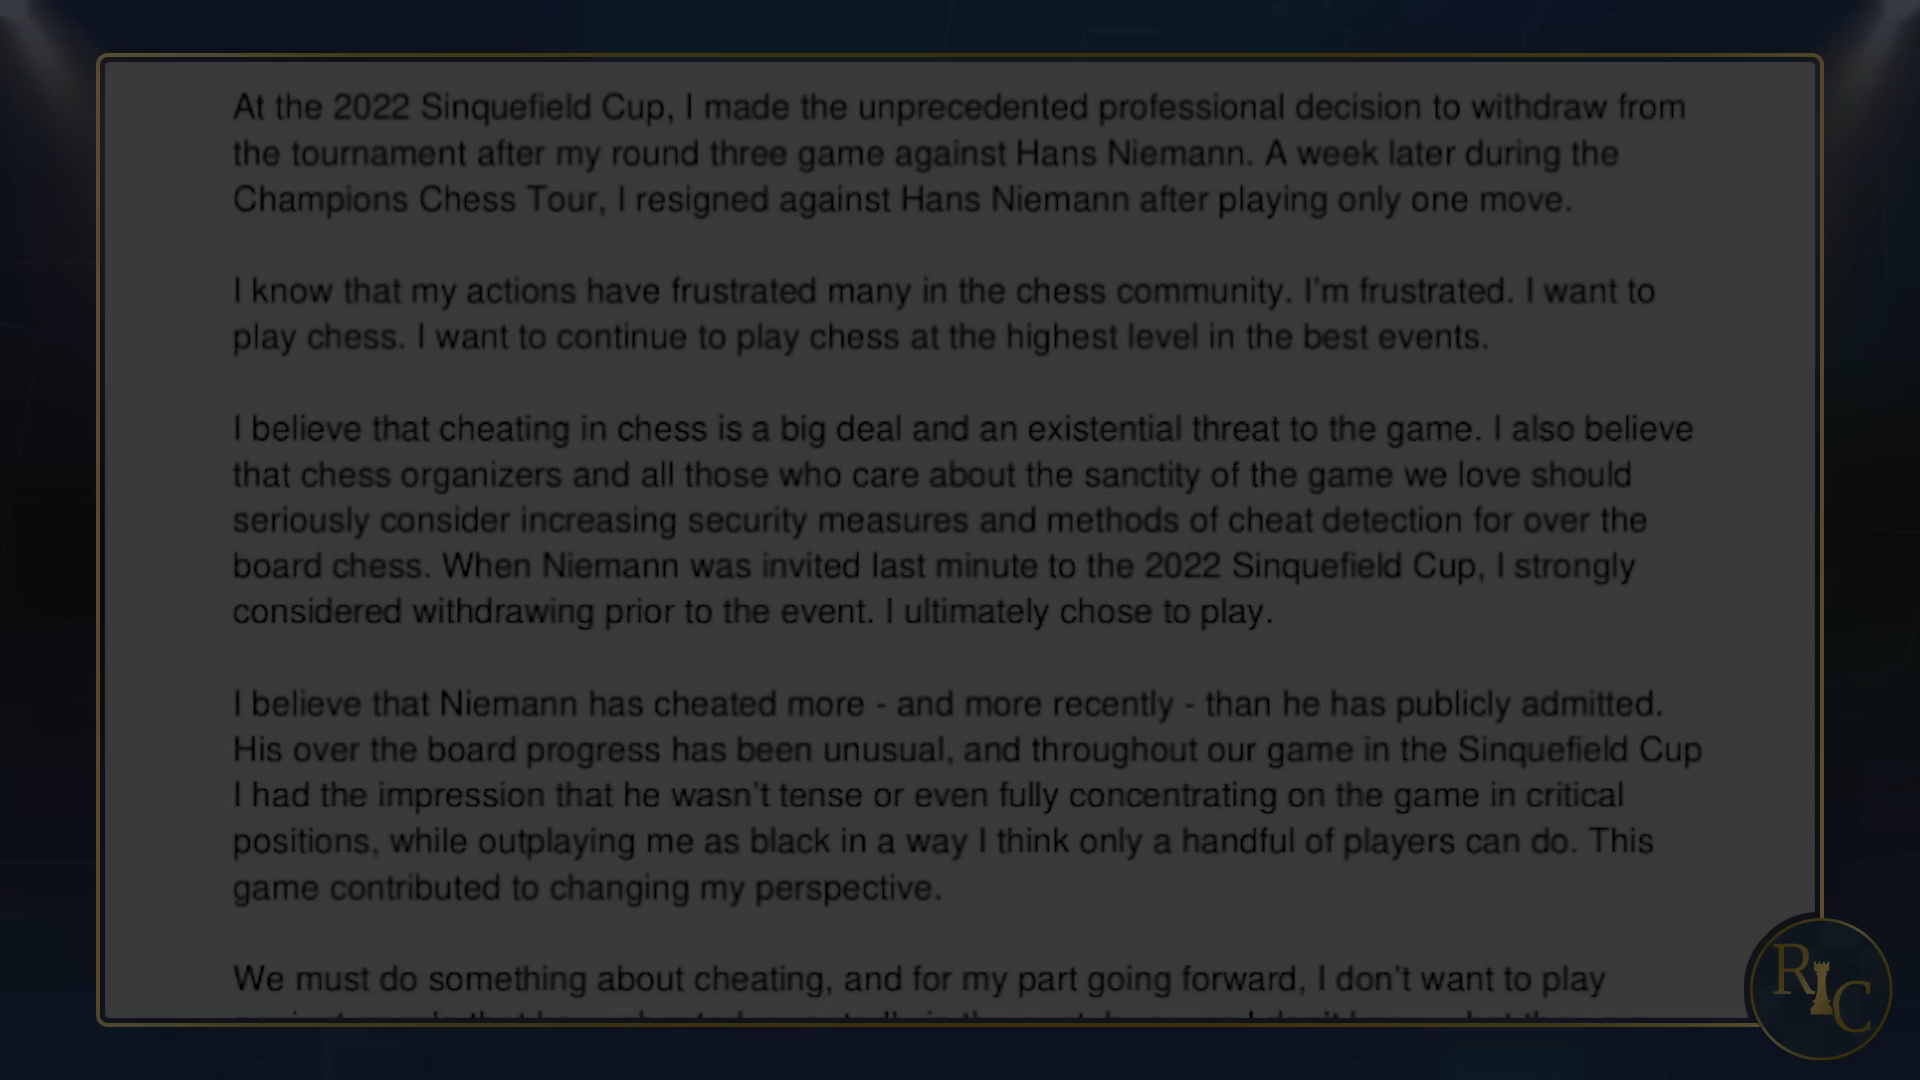 At the 2022 Sinquefield Cup, I made the unprecedented professional decision to withdraw from
the tournament after my round three game against Hans Niemann. A week later during the
Champions Chess Tour, I resigned against Hans Niemann after playing only one move.
I know that my actions have frustrated many in the chess community. I'm frustrated. I want to
play chess. I want to continue to play chess at the highest level in the best events.
I believe that cheating in chess is a big deal and an existential threat to the game. I also believe
that chess organizers and all those who care about the sanctity of the game we love should
seriously consider increasing security measures and methods of cheat detection for over the
board chess. When Niemann was invited last minute to the 2022 Sinquefield Cup, I strongly
considered withdrawing prior to the event. I ultimately chose to play.
I believe that Niemann has cheated more - and more recently - than he has publicly admitted.
His over the board progress has been unusual, and throughout our game in the Sinquefield Cup
I had the impression that he wasn't tense or even fully concentrating on the game in critical
positions, while outplaying me as black in a way I think only a handful of players can do. This
game contributed to changing my perspective.
We must do something about cheating, and for my part going forward, I don't want to play
RC